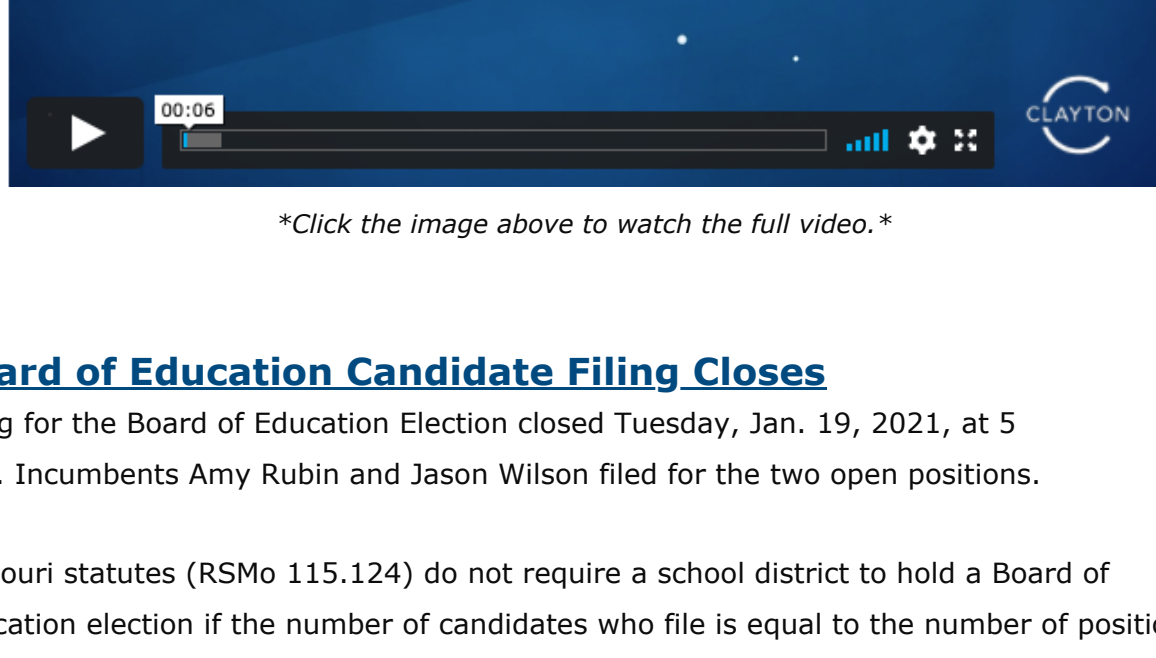 00:06
CLAYTON
*Click the image above to watch the full video.*
ard of Education Candidate Filing Closes
g for the Board of Education Election closed Tuesday, Jan. 19, 2021, at 5
. Incumbents Amy Rubin and Jason Wilson filed for the two open positions.
ouri statutes (RSMo 115.124) do not require a school district to hold a Board of
cation election if the number of candidates who file is equal to the number of positio